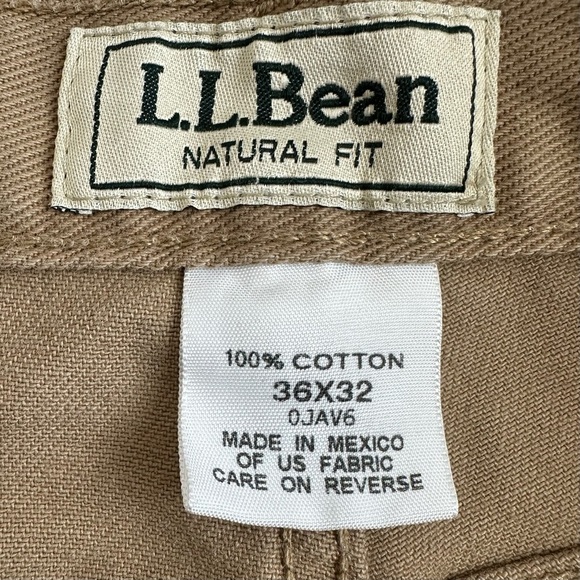 L.L.Bean
NATURAL FIT
100% COTTON
36X32
0JAV6
MADE IN MEXICO
OF US FABRIC
CARE ON REVERSE